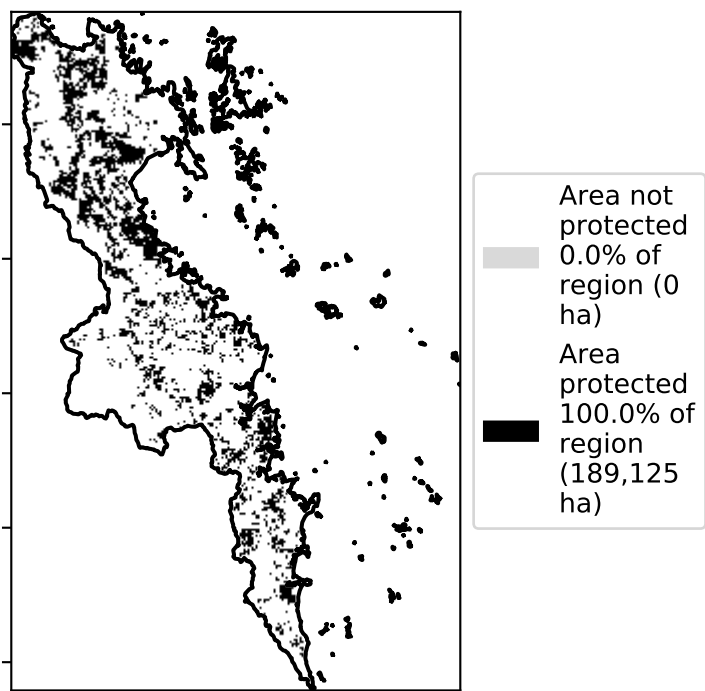 Area not
protected
0.0% of
region (0
ha)
Area
protected
100.0% of
region
(189,125
ha)